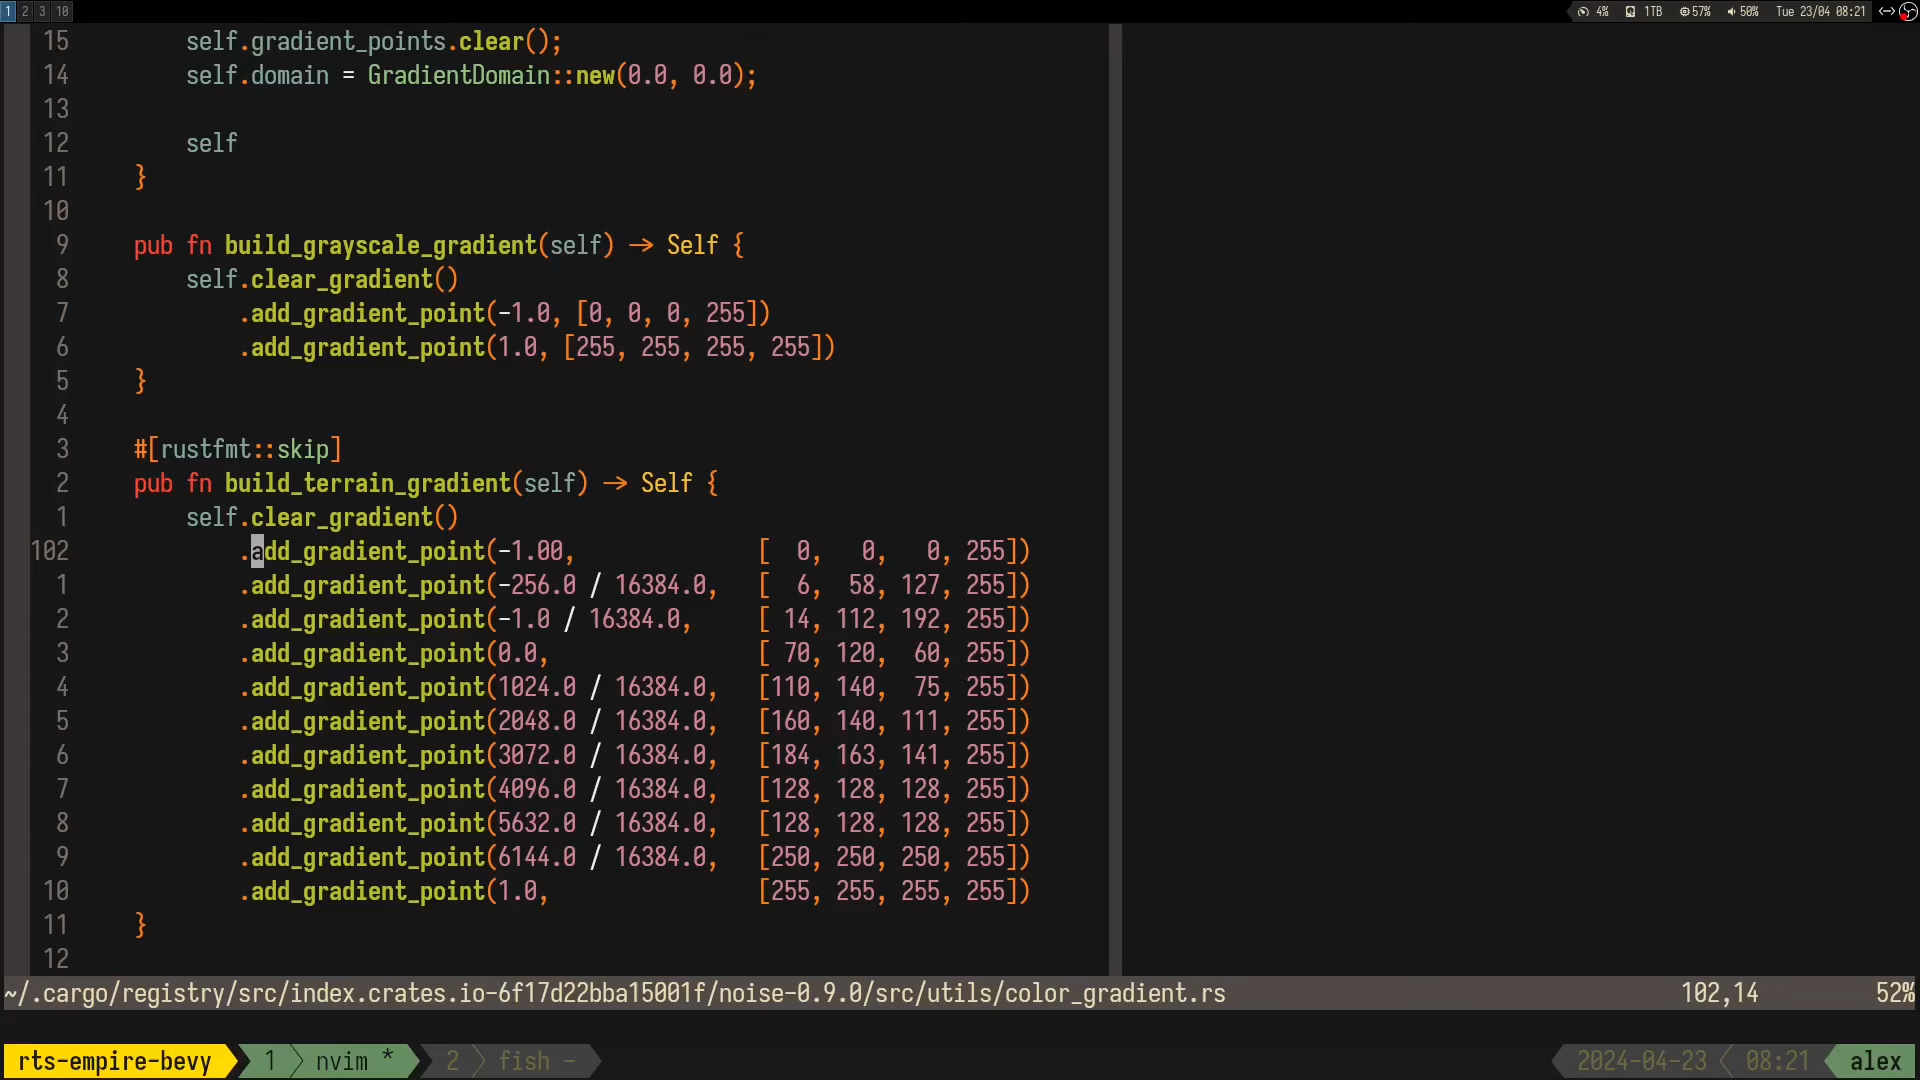 1 2 3 10 4% 1TB 57% 50% Tue 23/04 08:21
15 self.gradient_points.clear();
14 self.domain = GradientDomain::new(0.0, 0.0);
13
12 self
11 }
10
9 pub fn build_grayscale_gradient(self) -> Self {
8 self.clear_gradient()
7 .add_gradient_point(-1.0, [0, 0, 0, 255])
6 .add_gradient_point(1.0, [255, 255, 255, 255])
5 }
4
3 #[rustfmt::skip]
2 pub fn build_terrain_gradient(self) -> Self {
1 self.clear_gradient()
102 .add_gradient_point(-1.00, [ 0, 0, 0, 255])
1 .add_gradient_point(-256.0 / 16384.0, [ 6, 58, 127, 255])
2 .add_gradient_point(-1.0 / 16384.0, [ 14, 112, 192, 255])
3 .add_gradient_point(0.0, [ 70, 120, 60, 255])
4 .add_gradient_point(1024.0 / 16384.0, [110, 140, 75, 255])
5 .add_gradient_point(2048.0 / 16384.0, [160, 140, 111, 255])
6 .add_gradient_point(3072.0 / 16384.0, [184, 163, 141, 255])
7 .add_gradient_point(4096.0 / 16384.0, [128, 128, 128, 255])
8 .add_gradient_point(5632.0 / 16384.0, [128, 128, 128, 255])
9 .add_gradient_point(6144.0 / 16384.0, [250, 250, 250, 255])
10 .add_gradient_point(1.0, [255, 255, 255, 255])
11 }
12
~/.cargo/registry/src/index.crates.io-6f17d22bba15001f/noise-0.9.0/src/utils/color_gradient.rs 102,14 52%
rts-empire-bevy 1 nvim * 2 fish - 2024-04-23 08:21 alex